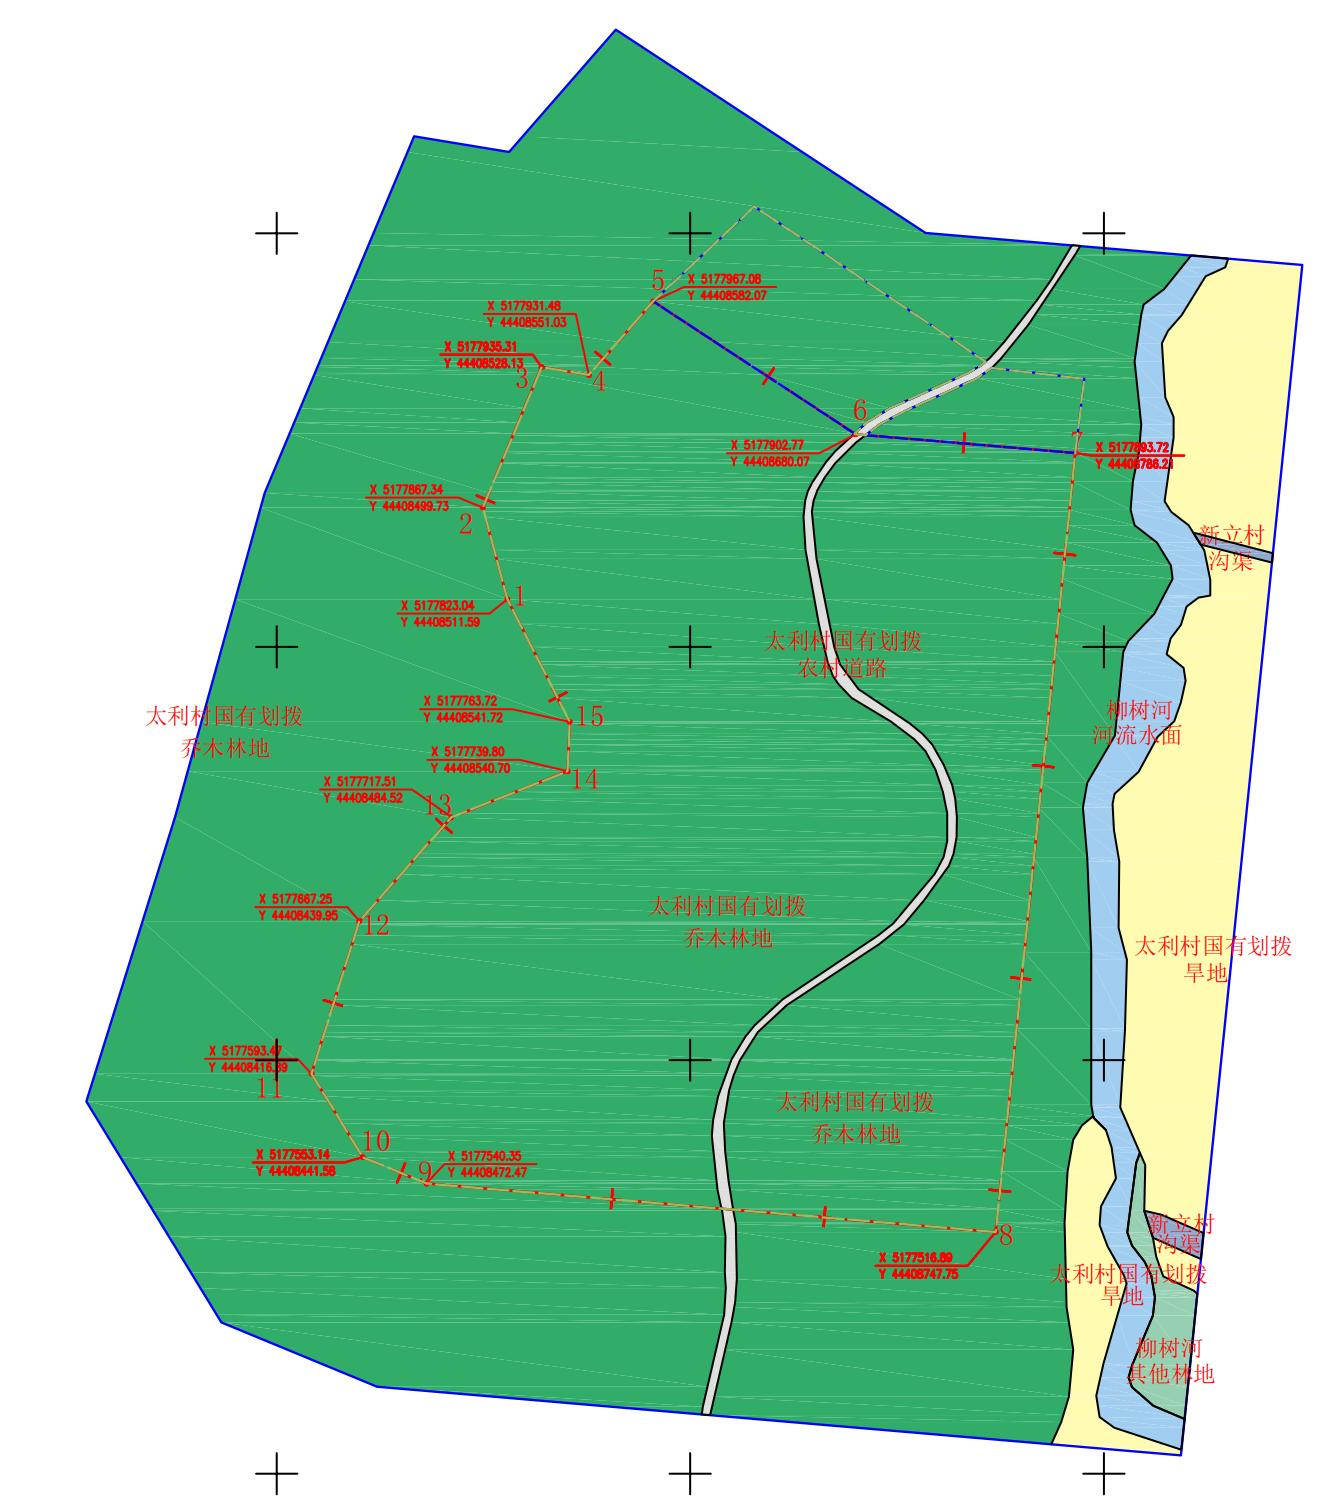 5
X 5177967.08
Y 44408582.07
X 5177931.48
Y 44408551.03
X 5177935.31
Y 44408528.13
3
4
6
X 5177902.77
Y 44408680.07
7
X 5177893.72
Y 44408786.21
X 5177867.34
Y 44408499.73
2
新立村
沟渠
1
X 5177823.04
Y 44408511.59
太利村国有划拨
农村道路
X 5177763.72
Y 44408541.72
15
太利村国有划拨
乔木林地
柳树河
河流水面
X 5177739.80
Y 44408540.70
14
X 5177717.51
Y 44408484.52
13
X 5177667.25
Y 44408439.95
12
太利村国有划拨
乔木林地
太利村国有划拨
旱地
X 5177593.47
Y 44408416.39
11
太利村国有划拨
乔木林地
10
X 5177553.14
Y 44408441.58
9
X 5177540.35
Y 44408472.47
8
X 5177516.89
Y 44408747.75
新立村
沟渠
太利村国有划拨
旱地
柳树河
其他林地